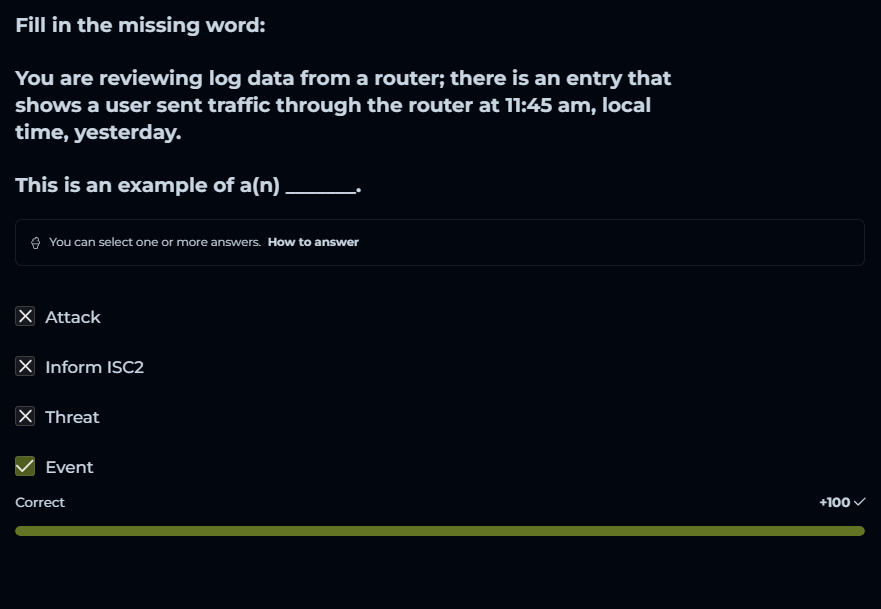 Fill in the missing word:
You are reviewing log data from a router; there is an entry that
shows a user sent traffic through the router at 11:45 am, local
time, yesterday.
This is an example of a(n) _______.
You can select one or more answers. How to answer
Attack
Inform ISC2
Threat
Event
Correct +100